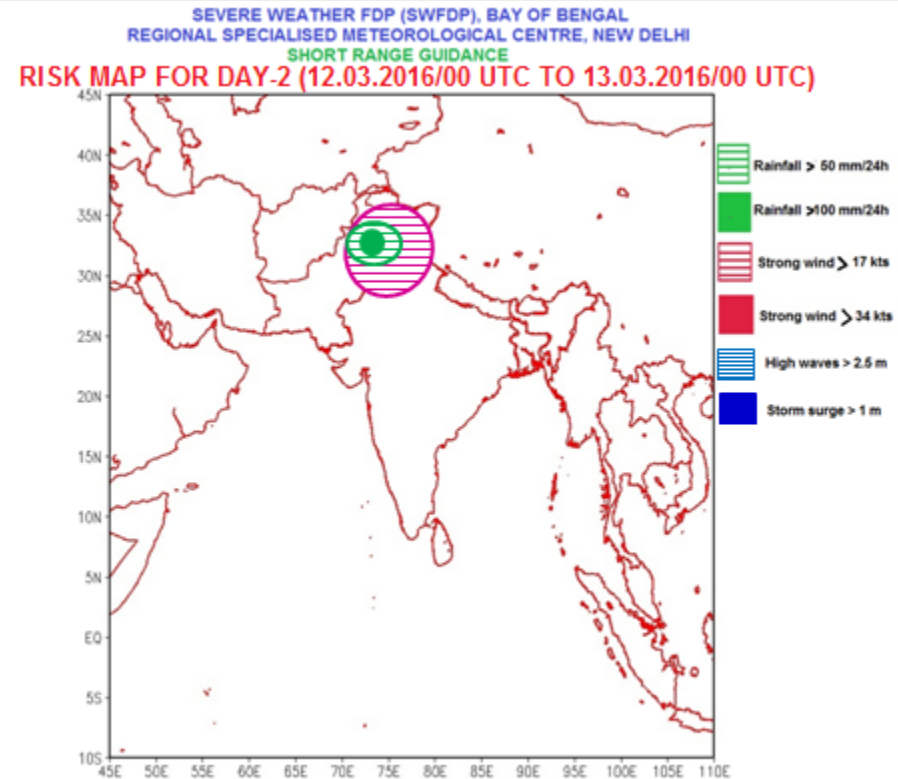 SEVERE WEATHER FDP (SWFDP), BAY OF BENGAL
REGIONAL SPECIALISED METEOROLOGICAL CENTRE, NEW DELHI
SHORT RANGE GUIDANCE
RISK MAP FOR DAY-2 (12.03.2016/00 UTC TO 13.03.2016/00 UTC)
45N
40N
35N
30N
25N
20N
15N
10N
5N
EQ
5S
10S
45E 50E 55E 60E 65E 70E 75E 80E 85E 90E 95E 100E 105E 110E
Rainfall > 50 mm/24h
Rainfall >100 mm/24h
Strong wind > 17 kts
Strong wind > 34 kts
High waves > 2.5 m
Storm surge > 1 m